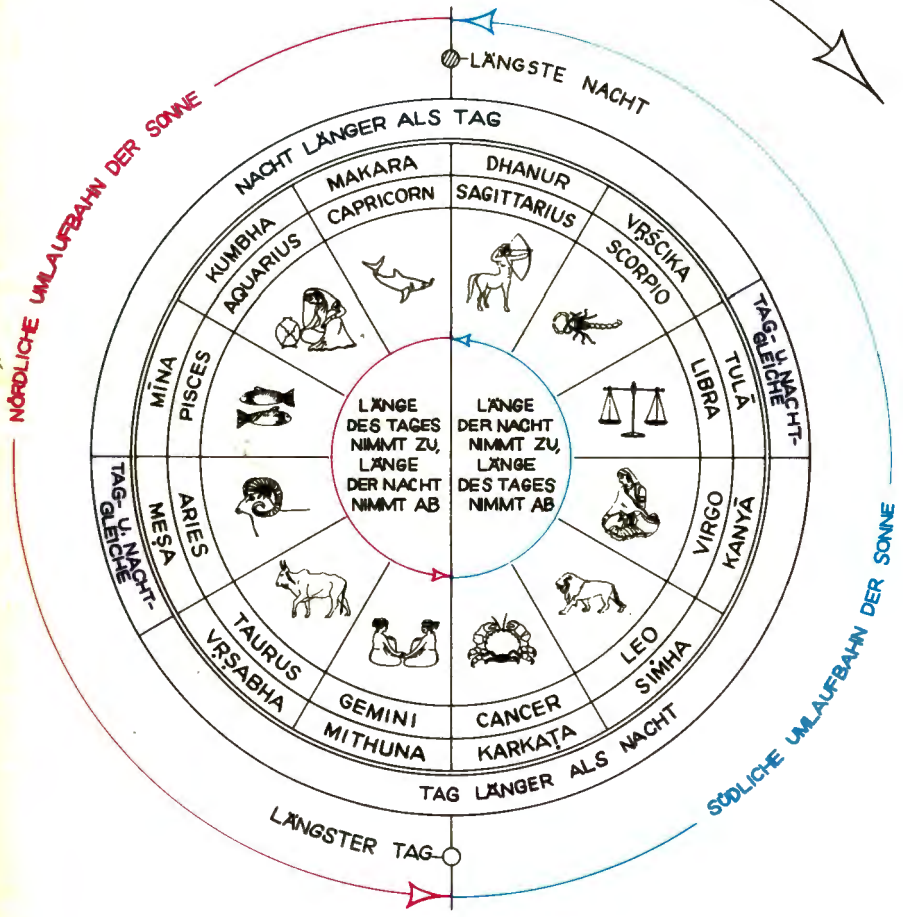 LÄNGSTE NACHT
NÖRDLICHE UMLAUFBAHN DER SONNE
NACHT LÄNGER ALS TAG
MAKARA
CAPRICORN
DHANUR
SAGITTARIUS
VṚŚCIKA
SCORPIO
KUMBHA
AQUARIUS
TAG- U. NACHT-
GLEICHE
TULĀ
LIBRA
MĪNA
PISCES
LÄNGE
DES TAGES
NIMMT ZU,
LÄNGE
DER NACHT
NIMMT AB
LÄNGE
DER NACHT
NIMMT ZU,
LÄNGE
DES TAGES
NIMMT AB
TAG- U. NACHT-
GLEICHE
MEṢA
ARIES
VIRGO
KANYĀ
TAURUS
VṚSABHA
LEO
SIṀHA
GEMINI
MITHUNA
CANCER
KARKAṬA
TAG LÄNGER ALS NACHT
SÜDLICHE UMLAUFBAHN DER SONNE
LÄNGSTER TAG